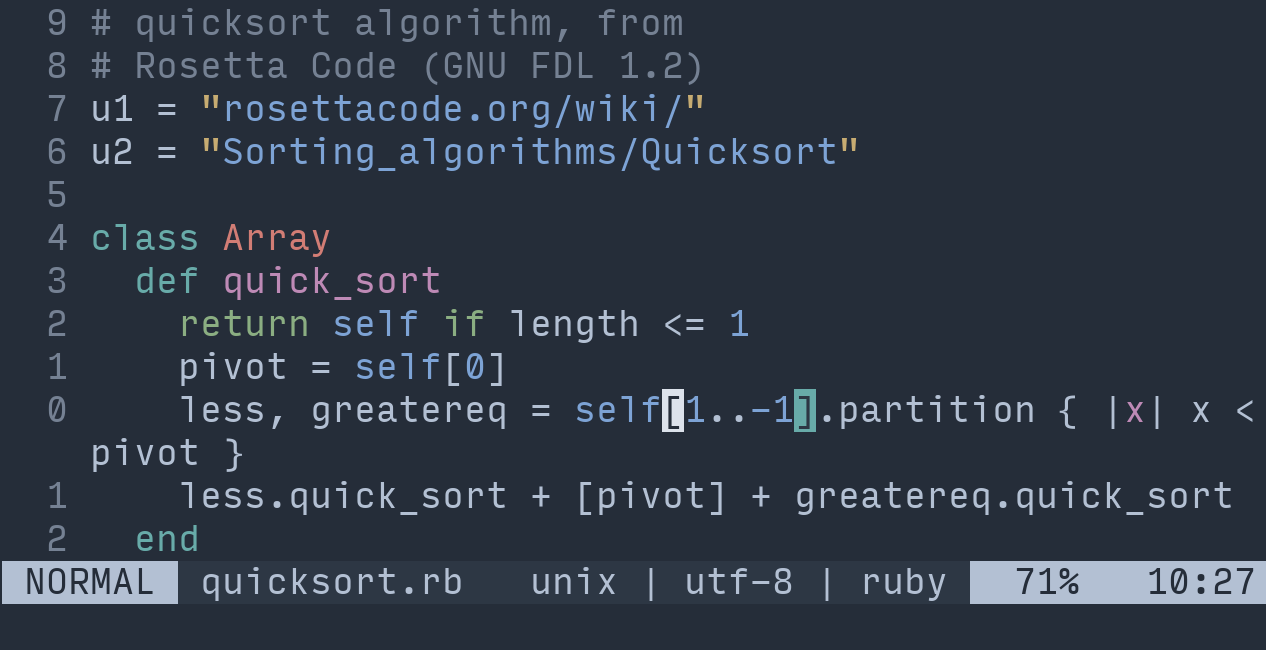 9 # quicksort algorithm, from
8 # Rosetta Code (GNU FDL 1.2)
7 u1 = "rosettacode.org/wiki/"
6 u2 = "Sorting_algorithms/Quicksort"
5
4 class Array
3   def quick_sort
2     return self if length <= 1
1     pivot = self[0]
0     less, greatereq = self[1..-1].partition { |x| x <
  pivot }
1     less.quick_sort + [pivot] + greatereq.quick_sort
2   end
NORMAL  quicksort.rb   unix | utf-8 | ruby   71%   10:27